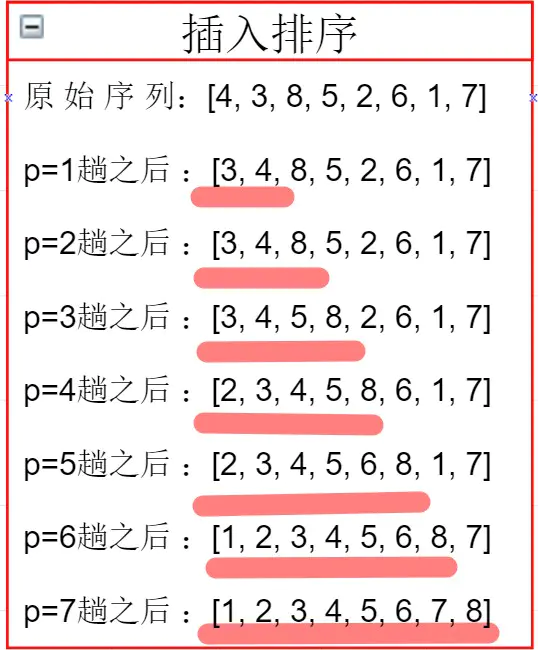 插入排序
原 始 序 列：[4, 3, 8, 5, 2, 6, 1, 7]
p=1趟之后 ：[3, 4, 8, 5, 2, 6, 1, 7]
p=2趟之后 ：[3, 4, 8, 5, 2, 6, 1, 7]
p=3趟之后 ：[3, 4, 5, 8, 2, 6, 1, 7]
p=4趟之后 ：[2, 3, 4, 5, 8, 6, 1, 7]
p=5趟之后 ：[2, 3, 4, 5, 6, 8, 1, 7]
p=6趟之后 ：[1, 2, 3, 4, 5, 6, 8, 7]
p=7趟之后 ：[1, 2, 3, 4, 5, 6, 7, 8]